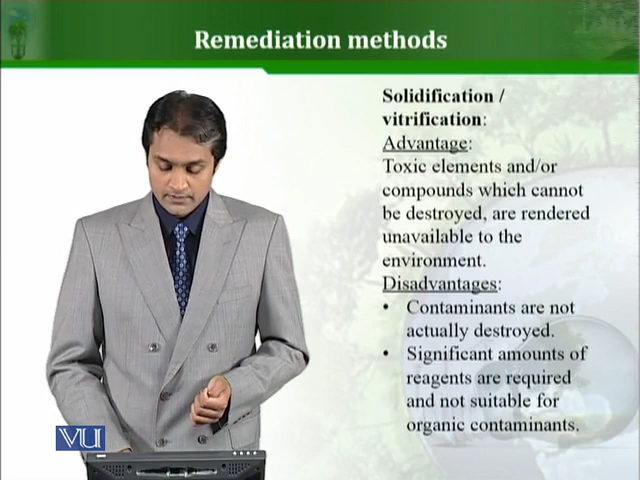 Remediation methods
Solidification /
vitrification:
Advantage:
Toxic elements and/or
compounds which cannot
be destroyed, are rendered
unavailable to the
environment.
Disadvantages:
• Contaminants are not
actually destroyed.
• Significant amounts of
reagents are required
and not suitable for
organic contaminants.
VU